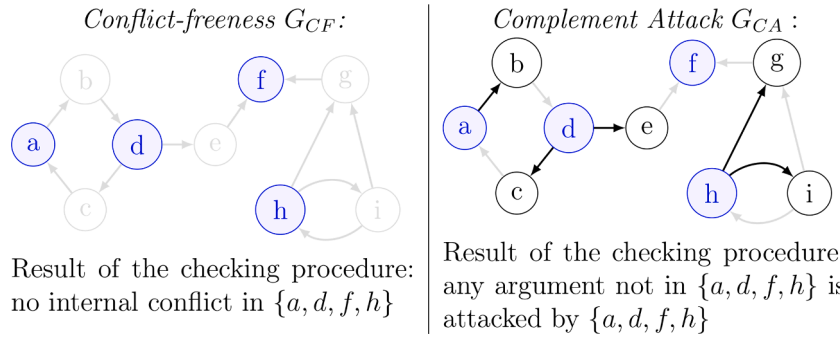 Conflict-freeness G_CF:
b
f
g
a
d
e
c
h
i
Result of the checking procedure:
no internal conflict in {a, d, f, h}
Complement Attack G_CA :
b
f
g
a
d
e
c
h
i
Result of the checking procedure
any argument not in {a, d, f, h} is
attacked by {a, d, f, h}